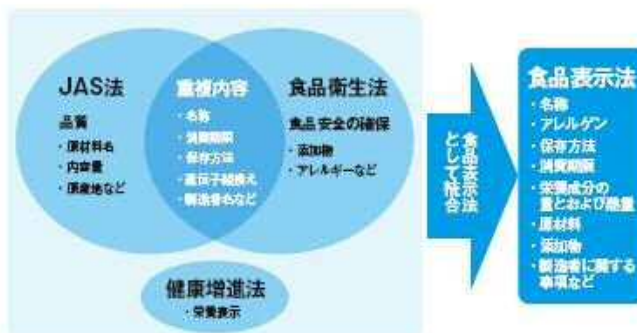 JAS法
品質
・原材料名
・内容量
・原産地など
重複内容
・名称
・消費期限
・保存方法
・遺伝子組換え
・製造者名など
食品衛生法
食品安全の確保
・添加物
・アレルギーなど
健康増進法
・栄養表示
食品表示法
として統合
食品表示法
・名称
・アレルゲン
・保存方法
・消費期限
・栄養成分の
量とおよび熱量
・原材料
・添加物
・製造者に関する
事項など